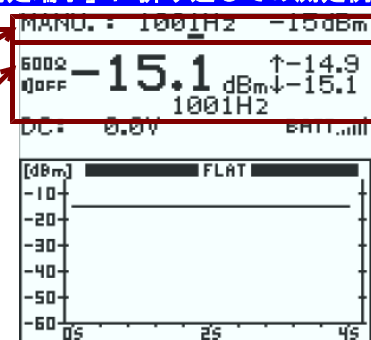 MANU.: 1001Hz -15dBm
600Ω -15.1 dBm ↑-14.9
OFF ↓-15.1
1001Hz
DC: 0.0V BATT.
[dBm] FLAT
-10
-20
-30
-40
-50
-60
0S 2S 4S